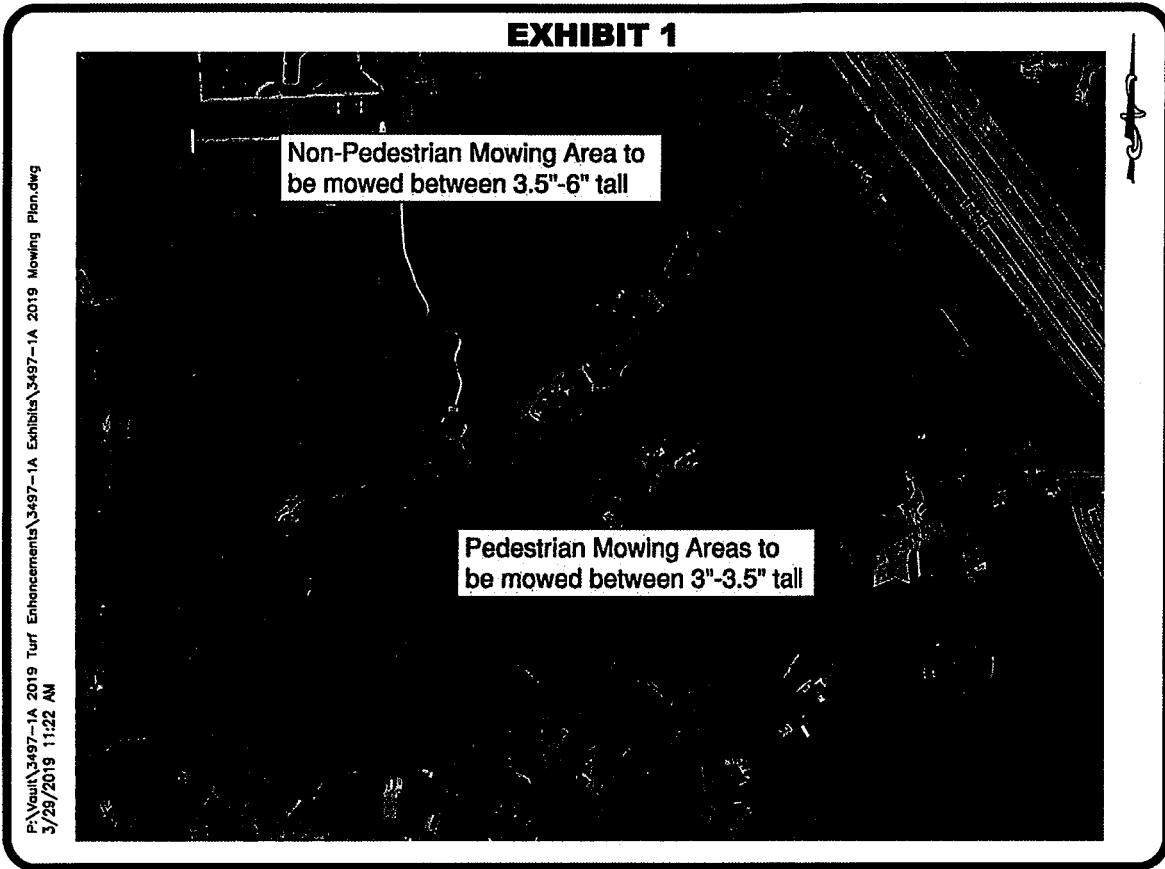 EXHIBIT 1
Non-Pedestrian Mowing Area to
be mowed between 3.5"-6" tall
Pedestrian Mowing Areas to
be mowed between 3"-3.5" tall
P:\Vault\3497-1A 2019 Turf Enhancements\3497-1A Exhibits\3497-1A 2019 Mowing Plan.dwg
3/29/2019 11:22 AM